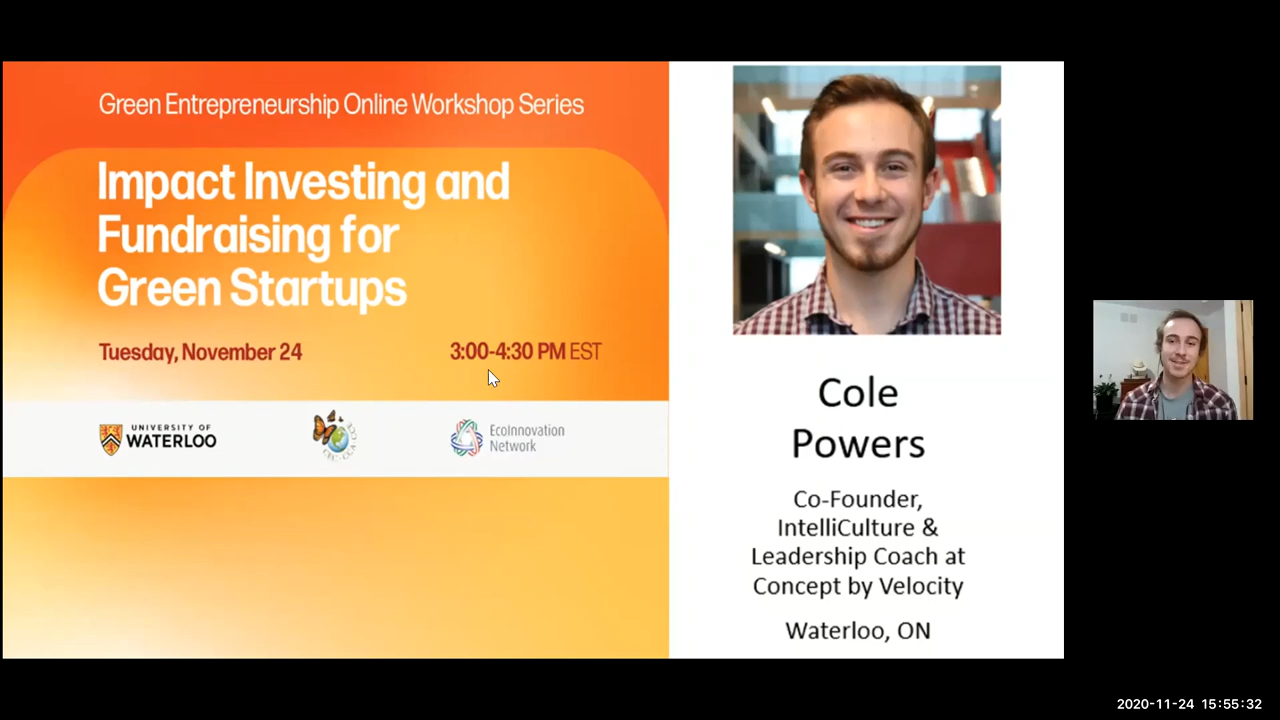 Green Entrepreneurship Online Workshop Series
Impact Investing and
Fundraising for
Green Startups
Tuesday, November 24
3:00-4:30 PM EST
UNIVERSITY OF
WATERLOO
EcoInnovation
Network
Cole
Powers
Co-Founder,
IntelliCulture &
Leadership Coach at
Concept by Velocity
Waterloo, ON
2020-11-24 15:55:32